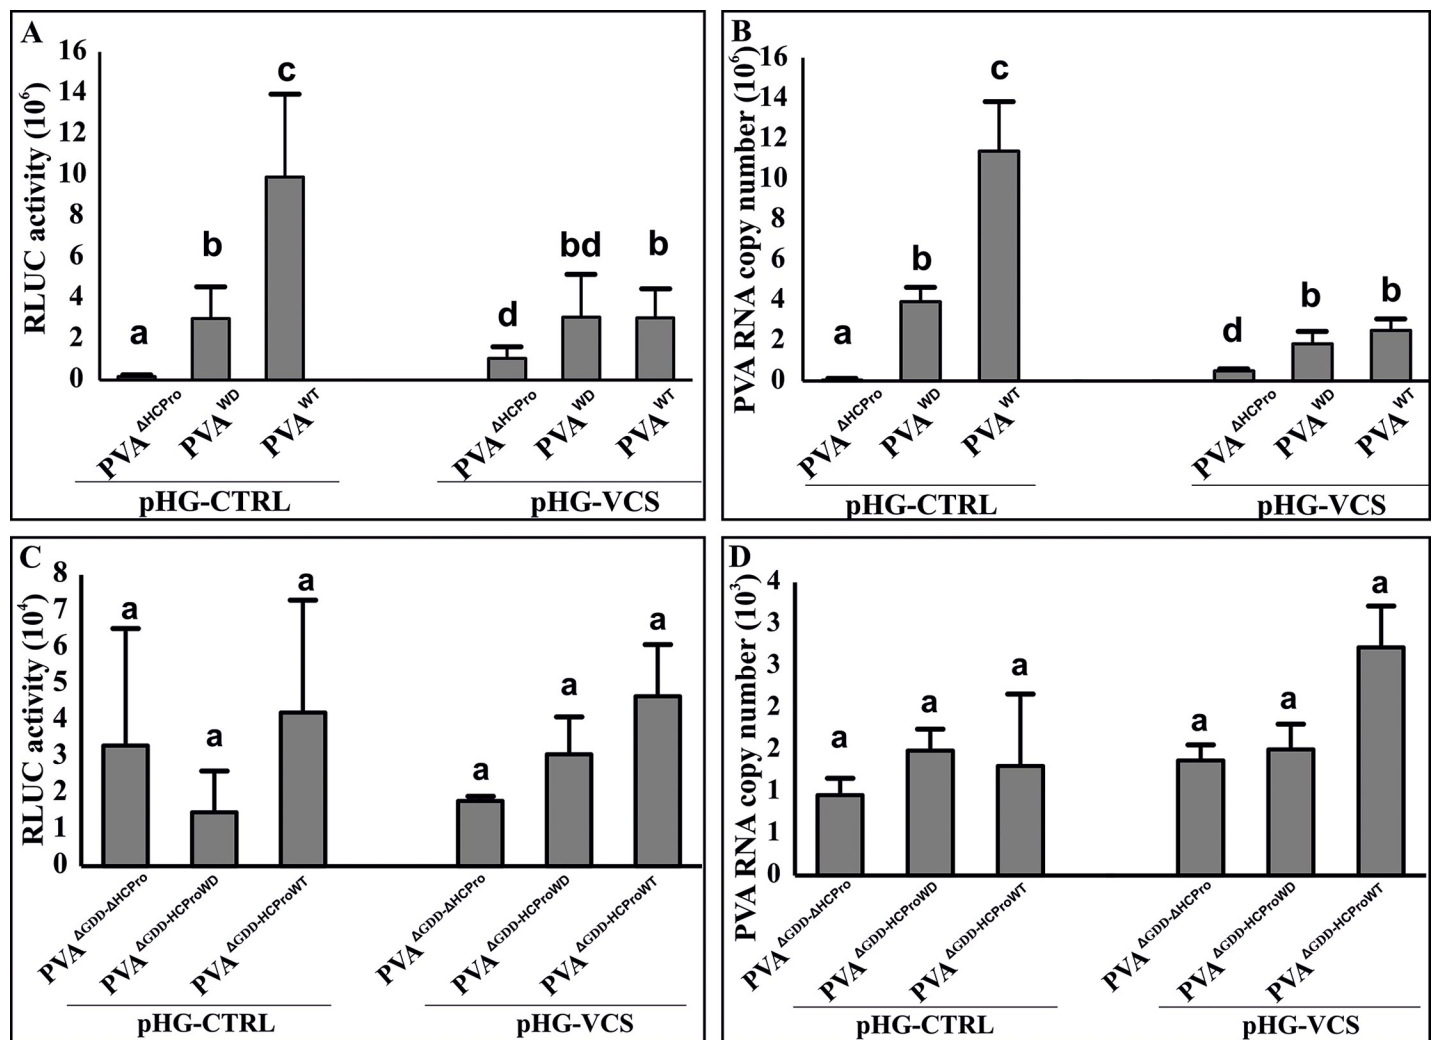 A
RLUC activity (10⁶)
16
14
12
10
8
6
4
2
0
a
b
c
d
bd
b
PVA ΔHCPro
PVA WD
PVA WT
PVA ΔHCPro
PVA WD
PVA WT
pHG-CTRL
pHG-VCS
B
PVA RNA copy number (10⁶)
16
14
12
10
8
6
4
2
0
a
b
c
d
b
b
PVA ΔHCPro
PVA WD
PVA WT
PVA ΔHCPro
PVA WD
PVA WT
pHG-CTRL
pHG-VCS
C
RLUC activity (10⁴)
8
7
6
5
4
3
2
1
0
a
a
a
a
a
a
PVA ΔGDD-ΔHCPro
PVA ΔGDD-HCProWD
PVA ΔGDD-HCProWT
PVA ΔGDD-ΔHCPro
PVA ΔGDD-HCProWD
PVA ΔGDD-HCProWT
pHG-CTRL
pHG-VCS
D
PVA RNA copy number (10³)
4
3
3
2
2
1
1
0
a
a
a
a
a
a
PVA ΔGDD-ΔHCPro
PVA ΔGDD-HCProWD
PVA ΔGDD-HCProWT
PVA ΔGDD-ΔHCPro
PVA ΔGDD-HCProWD
PVA ΔGDD-HCProWT
pHG-CTRL
pHG-VCS